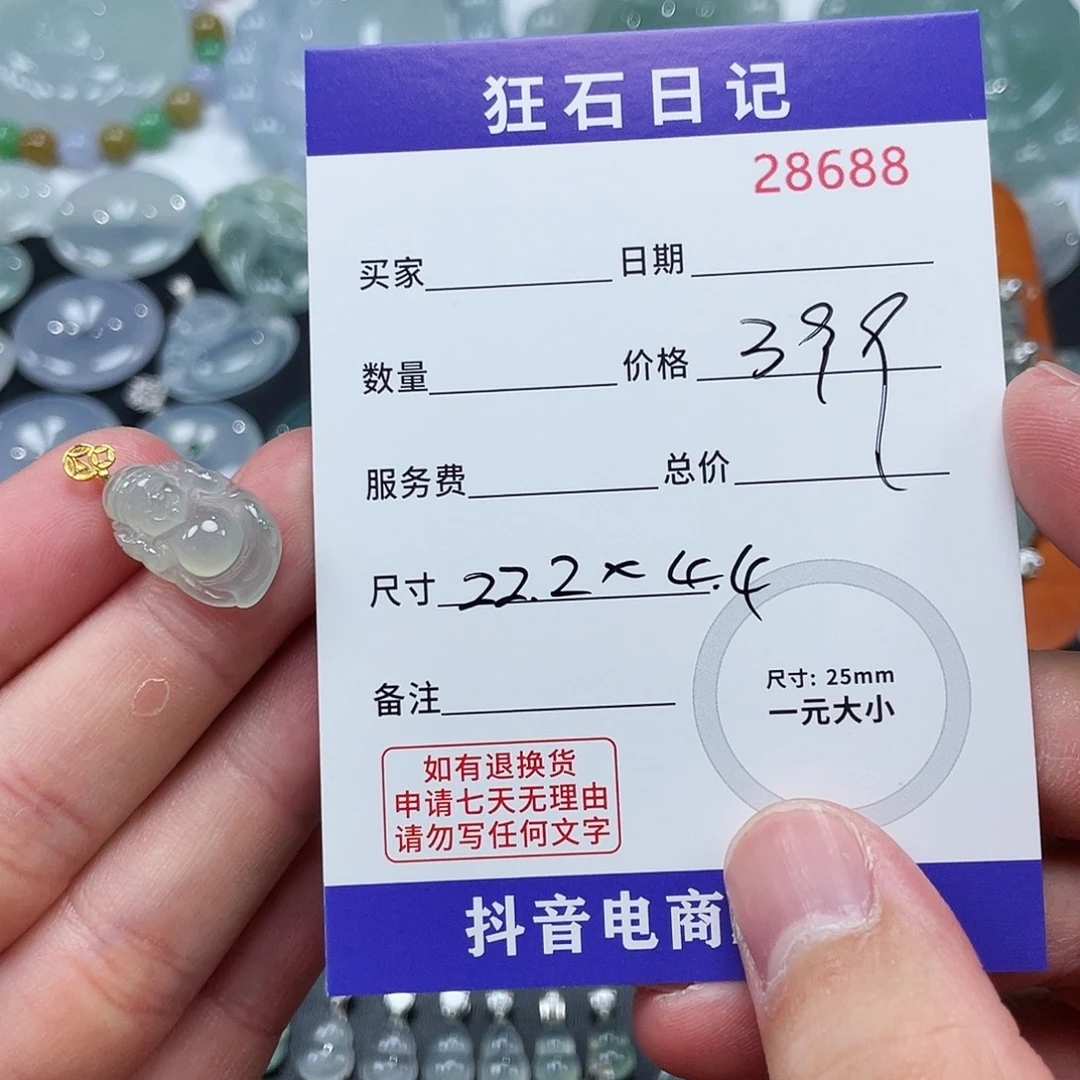 狂石日记
28688
买家 日期
数量 价格 399
服务费 总价
尺寸 22.2×4.4
尺寸: 25mm
一元大小
备注
如有退换货
申请七天无理由
请勿写任何文字
抖音电商